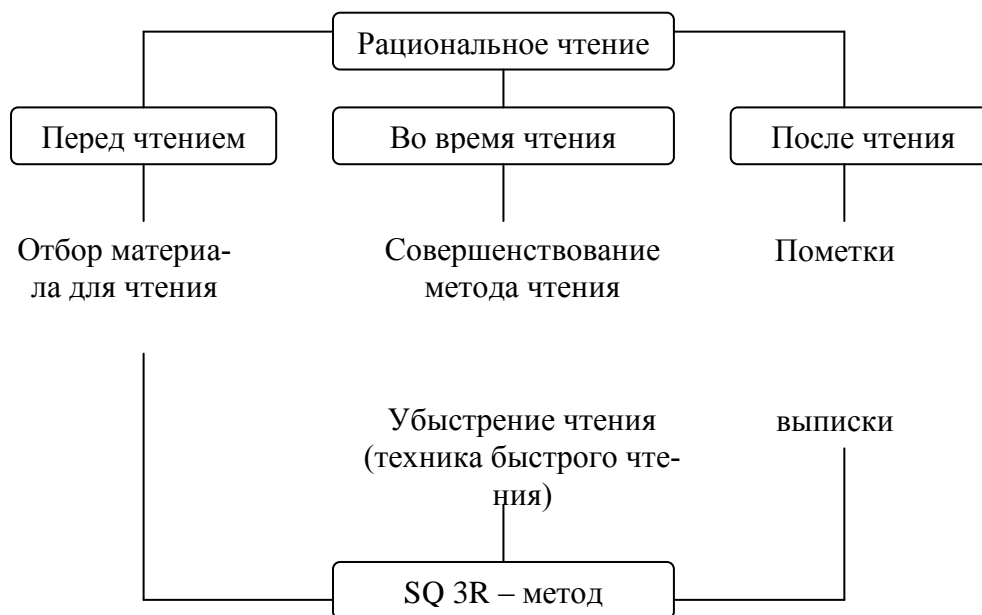 Рациональное чтение
Перед чтением
Во время чтения
После чтения
Отбор материа-
ла для чтения
Совершенствование
метода чтения
Пометки
Убыстрение чтения
(техника быстрого чте-
ния)
выписки
SQ 3R – метод